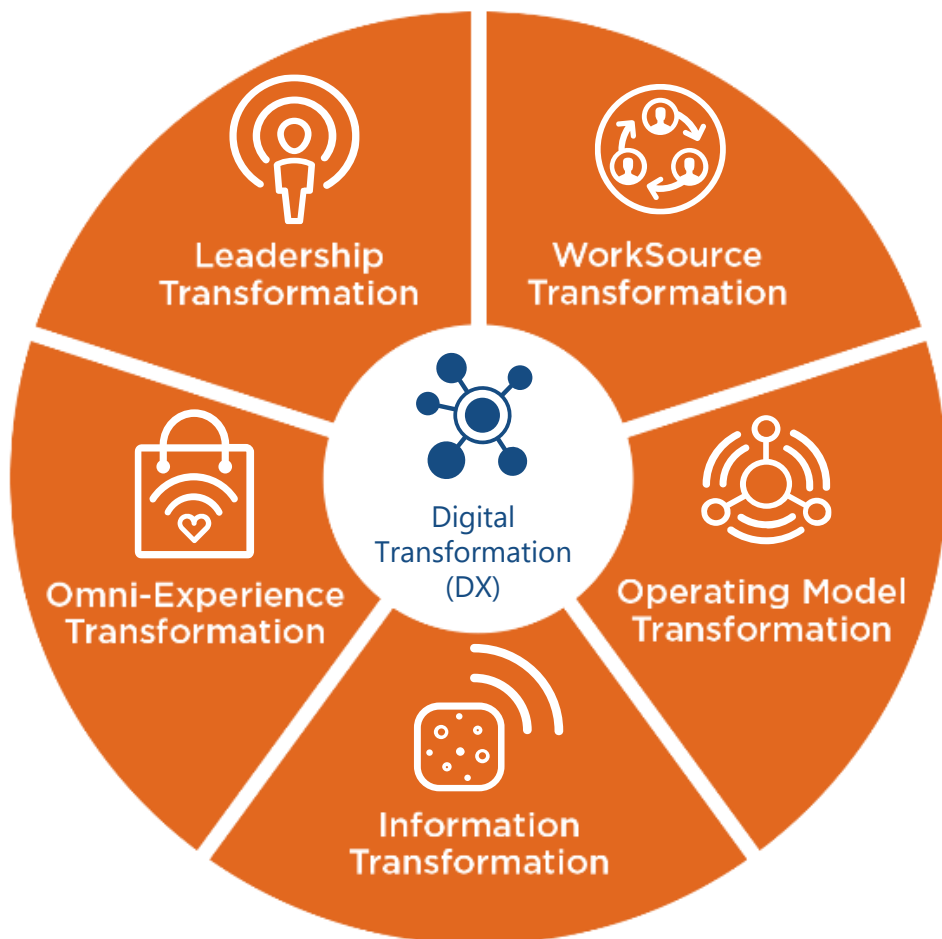 Leadership
Transformation
WorkSource
Transformation
Digital
Transformation
(DX)
Omni-Experience
Transformation
Operating Model
Transformation
Information
Transformation